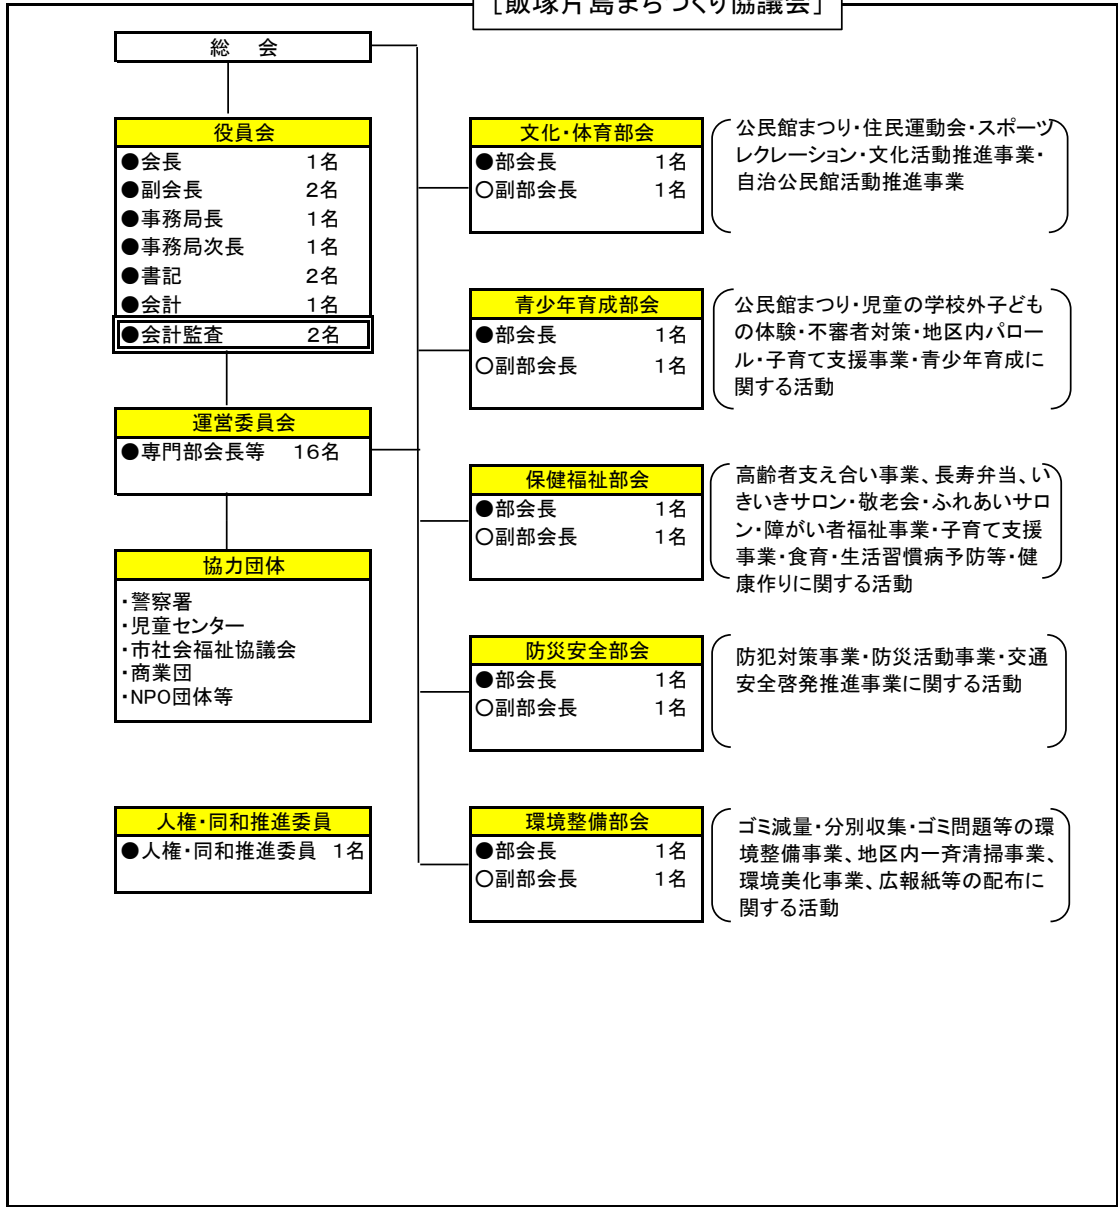 [飯塚片島まちづくり協議会]
総　会
役員会
●会長　1名
●副会長　2名
●事務局長　1名
●事務局次長　1名
●書記　2名
●会計　1名
●会計監査　2名
運営委員会
●専門部会長等　16名
協力団体
・警察署
・児童センター
・市社会福祉協議会
・商業団
・NPO団体等
人権・同和推進委員
●人権・同和推進委員　1名
文化・体育部会
●部会長　1名
○副部会長　1名
公民館まつり・住民運動会・スポーツ
レクレーション・文化活動推進事業・
自治公民館活動推進事業
青少年育成部会
●部会長　1名
○副部会長　1名
公民館まつり・児童の学校外子ども
の体験・不審者対策・地区内パロー
ル・子育て支援事業・青少年育成に
関する活動
保健福祉部会
●部会長　1名
○副部会長　1名
高齢者支え合い事業、長寿弁当、い
きいきサロン・敬老会・ふれあいサロ
ン・障がい者福祉事業・子育て支援
事業・食育・生活習慣病予防等・健
康作りに関する活動
防災安全部会
●部会長　1名
○副部会長　1名
防犯対策事業・防災活動事業・交通
安全啓発推進事業に関する活動
環境整備部会
●部会長　1名
○副部会長　1名
ゴミ減量・分別収集・ゴミ問題等の環
境整備事業、地区内一斉清掃事業、
環境美化事業、広報紙等の配布に
関する活動